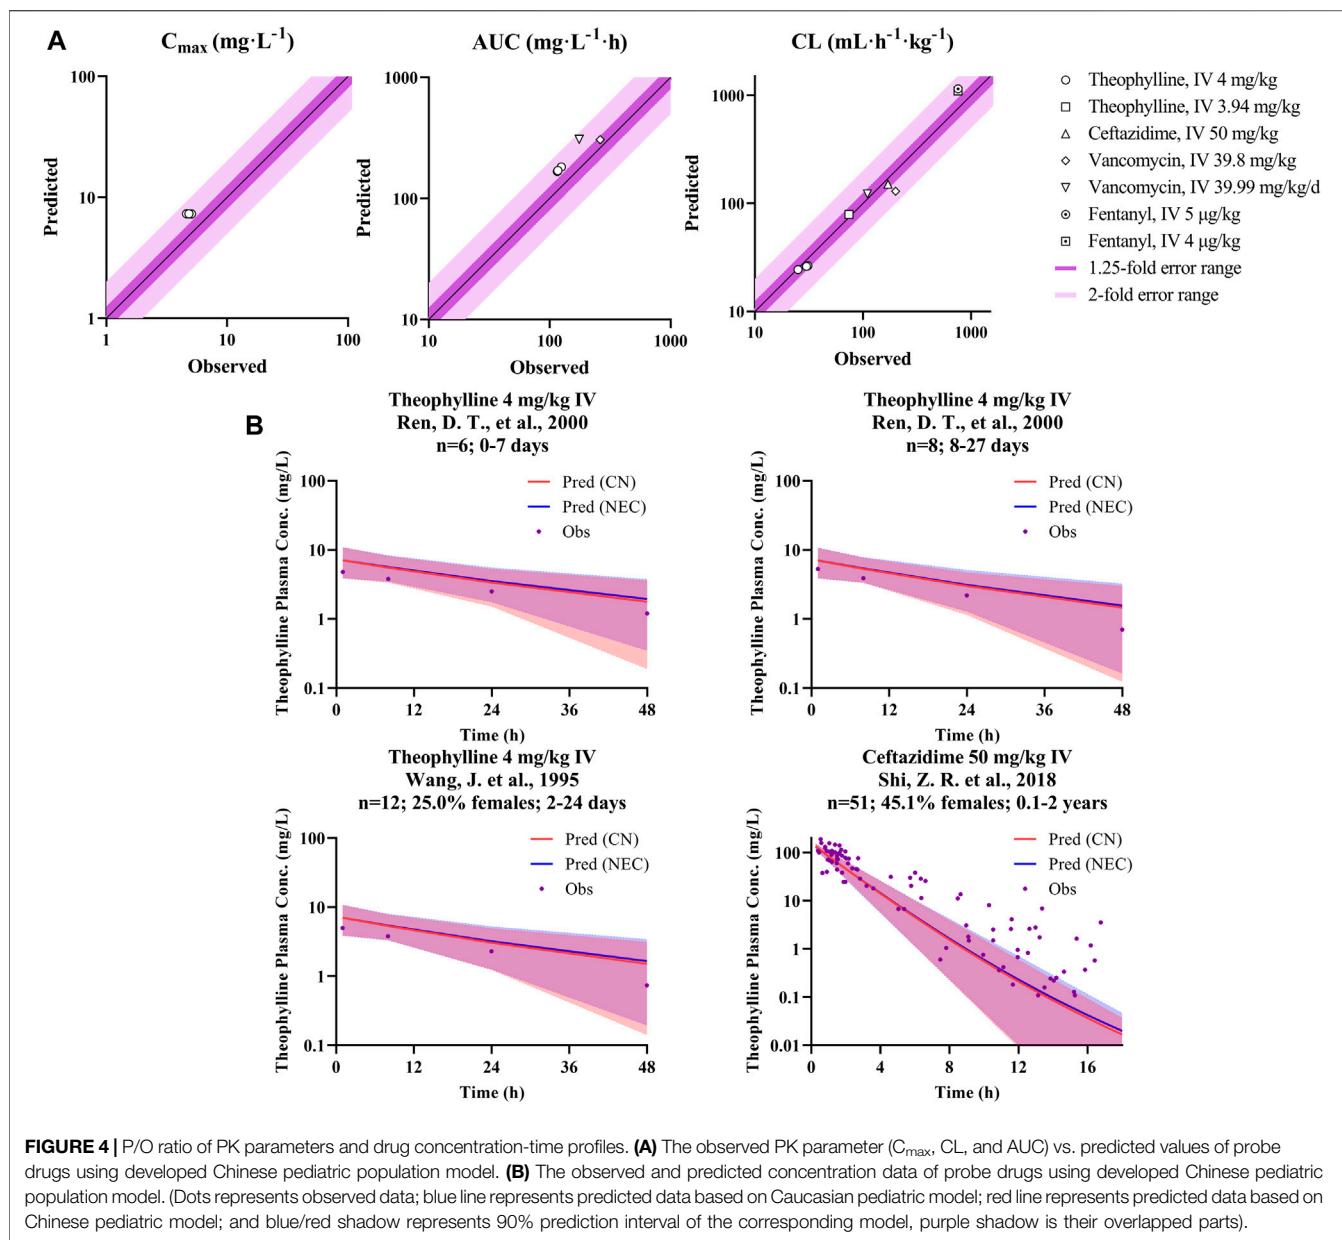 A
C_max (mg·L⁻¹)
AUC (mg·L⁻¹·h)
CL (mL·h⁻¹·kg⁻¹)
100
10
1
Predicted
1
10
100
Observed
1000
100
10
Predicted
10
100
1000
Observed
1000
100
10
Predicted
10
100
1000
Observed
Theophylline, IV 4 mg/kg
Theophylline, IV 3.94 mg/kg
Ceftazidime, IV 50 mg/kg
Vancomycin, IV 39.8 mg/kg
Vancomycin, IV 39.99 mg/kg/d
Fentanyl, IV 5 μg/kg
Fentanyl, IV 4 μg/kg
1.25-fold error range
2-fold error range
B
Theophylline 4 mg/kg IV
Ren, D. T., et al., 2000
n=6; 0-7 days
Theophylline Plasma Conc. (mg/L)
100
10
1
0.1
Pred (CN)
Pred (NEC)
Obs
0
12
24
36
48
Time (h)
Theophylline 4 mg/kg IV
Ren, D. T., et al., 2000
n=8; 8-27 days
Theophylline Plasma Conc. (mg/L)
100
10
1
0.1
Pred (CN)
Pred (NEC)
Obs
0
12
24
36
48
Time (h)
Theophylline 4 mg/kg IV
Wang, J. et al., 1995
n=12; 25.0% females; 2-24 days
Theophylline Plasma Conc. (mg/L)
100
10
1
0.1
Pred (CN)
Pred (NEC)
Obs
0
12
24
36
48
Time (h)
Ceftazidime 50 mg/kg IV
Shi, Z. R. et al., 2018
n=51; 45.1% females; 0.1-2 years
Theophylline Plasma Conc. (mg/L)
100
10
1
0.1
0.01
Pred (CN)
Pred (NEC)
Obs
0
4
8
12
16
Time (h)
FIGURE 4 | P/O ratio of PK parameters and drug concentration-time profiles. (A) The observed PK parameter (C_max, CL, and AUC) vs. predicted values of probe
drugs using developed Chinese pediatric population model. (B) The observed and predicted concentration data of probe drugs using developed Chinese pediatric
population model. (Dots represents observed data; blue line represents predicted data based on Caucasian pediatric model; red line represents predicted data based on
Chinese pediatric model; and blue/red shadow represents 90% prediction interval of the corresponding model, purple shadow is their overlapped parts).